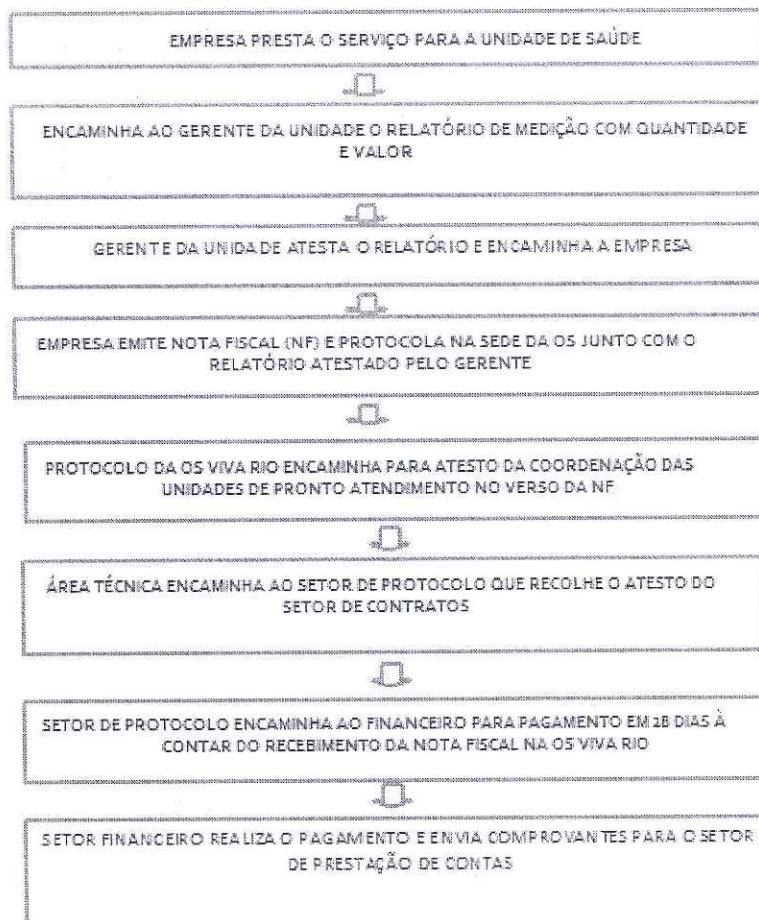 EMPRESA PRESTA O SERVIÇO PARA A UNIDADE DE SAÚDE
ENCAMINHA AO GERENTE DA UNIDADE O RELATÓRIO DE MEDIÇÃO COM QUANTIDADE
E VALOR
GERENTE DA UNIDADE ATESTA O RELATÓRIO E ENCAMINHA A EMPRESA
EMPRESA EMITE NOTA FISCAL (NF) E PROTOCOLA NA SEDE DA OS JUNTO COM O
RELATÓRIO ATESTADO PELO GERENTE
PROTOCOLO DA OS VIVA RIO ENCAMINHA PARA ATESTO DA COORDENAÇÃO DAS
UNIDADES DE PRONTO ATENDIMENTO NO VERSO DA NF
ÁREA TÉCNICA ENCAMINHA AO SETOR DE PROTOCOLO QUE RECOLHE O ATESTO DO
SETOR DE CONTRATOS
SETOR DE PROTOCOLO ENCAMINHA AO FINANCEIRO PARA PAGAMENTO EM 28 DIAS À
CONTAR DO RECEBIMENTO DA NOTA FISCAL NA OS VIVA RIO
SETOR FINANCEIRO REALIZA O PAGAMENTO E ENVIA COMPROVANTES PARA O SETOR
DE PRESTAÇÃO DE CONTAS